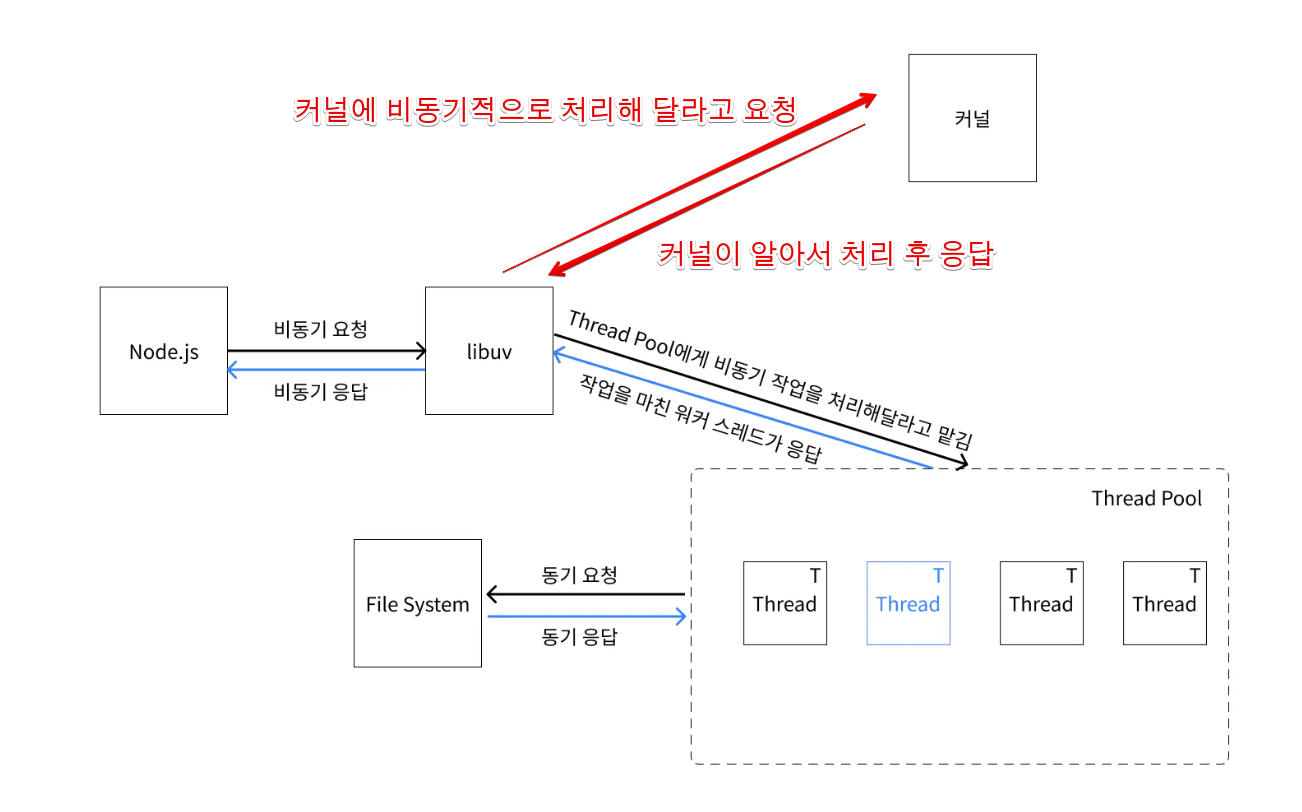 커널에 비동기적으로 처리해 달라고 요청
커널
커널이 알아서 처리 후 응답
Node.js
비동기 요청
비동기 응답
libuv
Thread Pool에게 비동기 작업을 처리해달라고 맡김
작업을 마친 워커 스레드가 응답
Thread Pool
File System
동기 요청
동기 응답
T
Thread
T
Thread
T
Thread
T
Thread